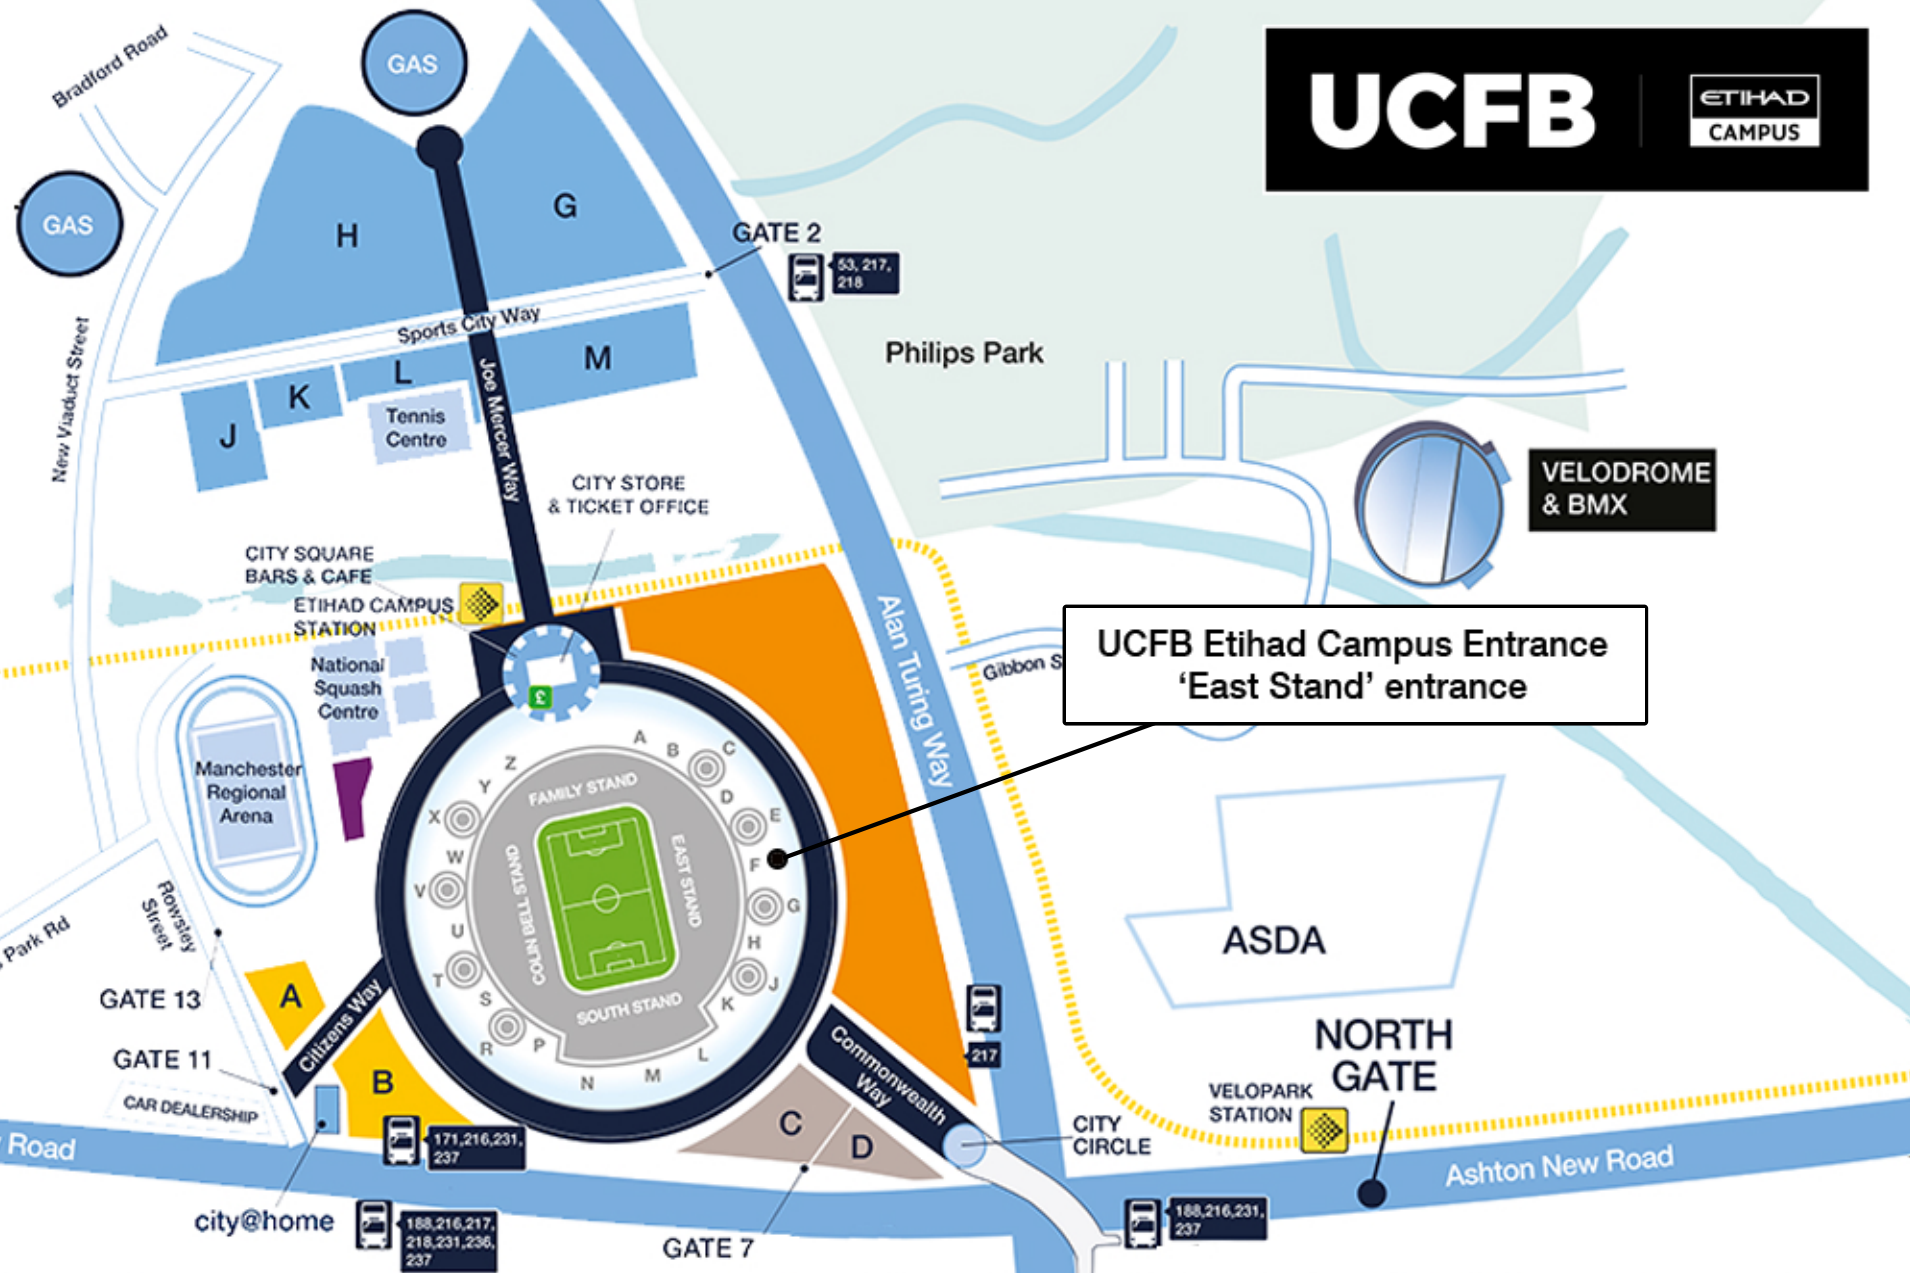 Bradford Road
GAS
GAS
UCFB
ETIHAD
CAMPUS
H
G
GATE 2
53, 217,
218
Sports City Way
New Viaduct Street
J
K
L
M
Tennis
Centre
Joe Mercer Way
Philips Park
VELODROME
& BMX
CITY STORE
& TICKET OFFICE
CITY SQUARE
BARS & CAFE
ETIHAD CAMPUS
STATION
National
Squash
Centre
£
Alan Turing Way
Gibbon S
UCFB Etihad Campus Entrance
‘East Stand’ entrance
Manchester
Regional
Arena
A
B
C
D
E
F
G
H
J
K
L
M
N
P
R
S
T
U
V
W
X
Y
Z
FAMILY STAND
EAST STAND
SOUTH STAND
COLIN BELL STAND
ASDA
Rowsley
Street
Park Rd
GATE 13
GATE 11
CAR DEALERSHIP
A
Citizens Way
B
171,216,231,
237
Road
city@home
188,216,217,
218,231,236,
237
C
D
GATE 7
Commonwealth
Way
217
CITY
CIRCLE
NORTH
GATE
VELOPARK
STATION
188,216,231,
237
Ashton New Road